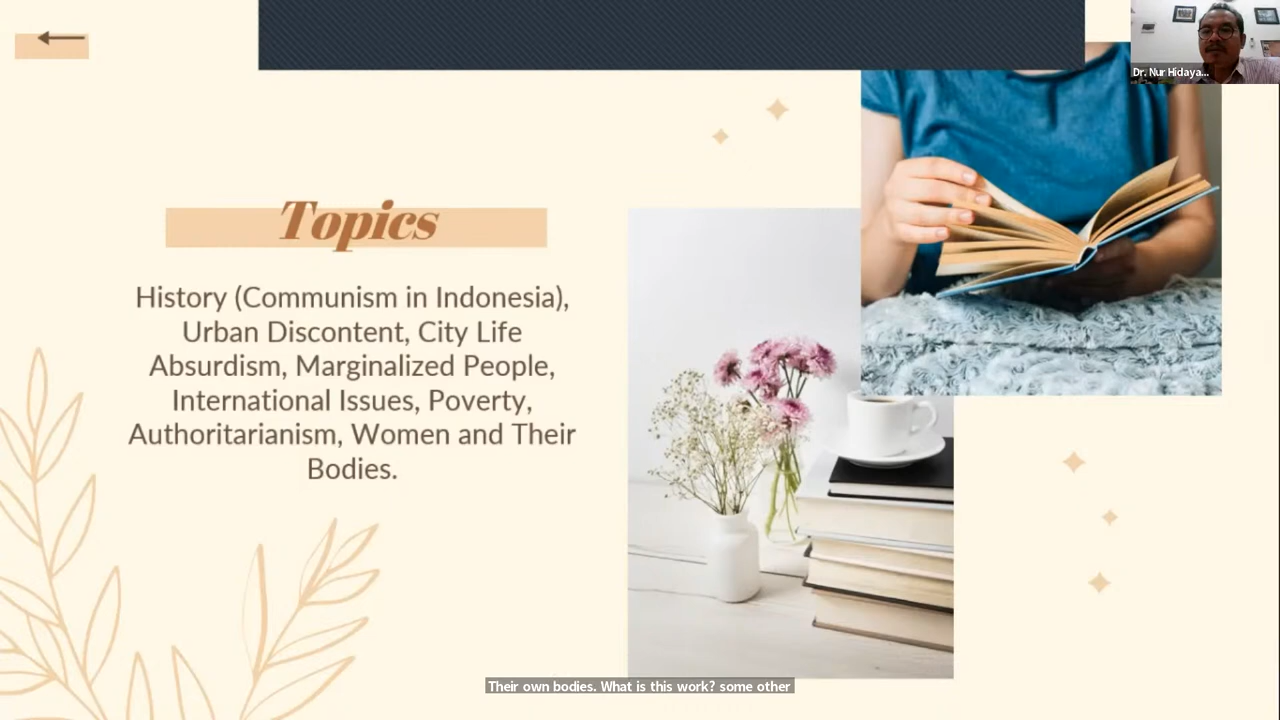 Dr. Nur Hidaya...
Topics
History (Communism in Indonesia),
Urban Discontent, City Life
Absurdism, Marginalized People,
International Issues, Poverty,
Authoritarianism, Women and Their
Bodies.
Their own bodies. What is this work? some other